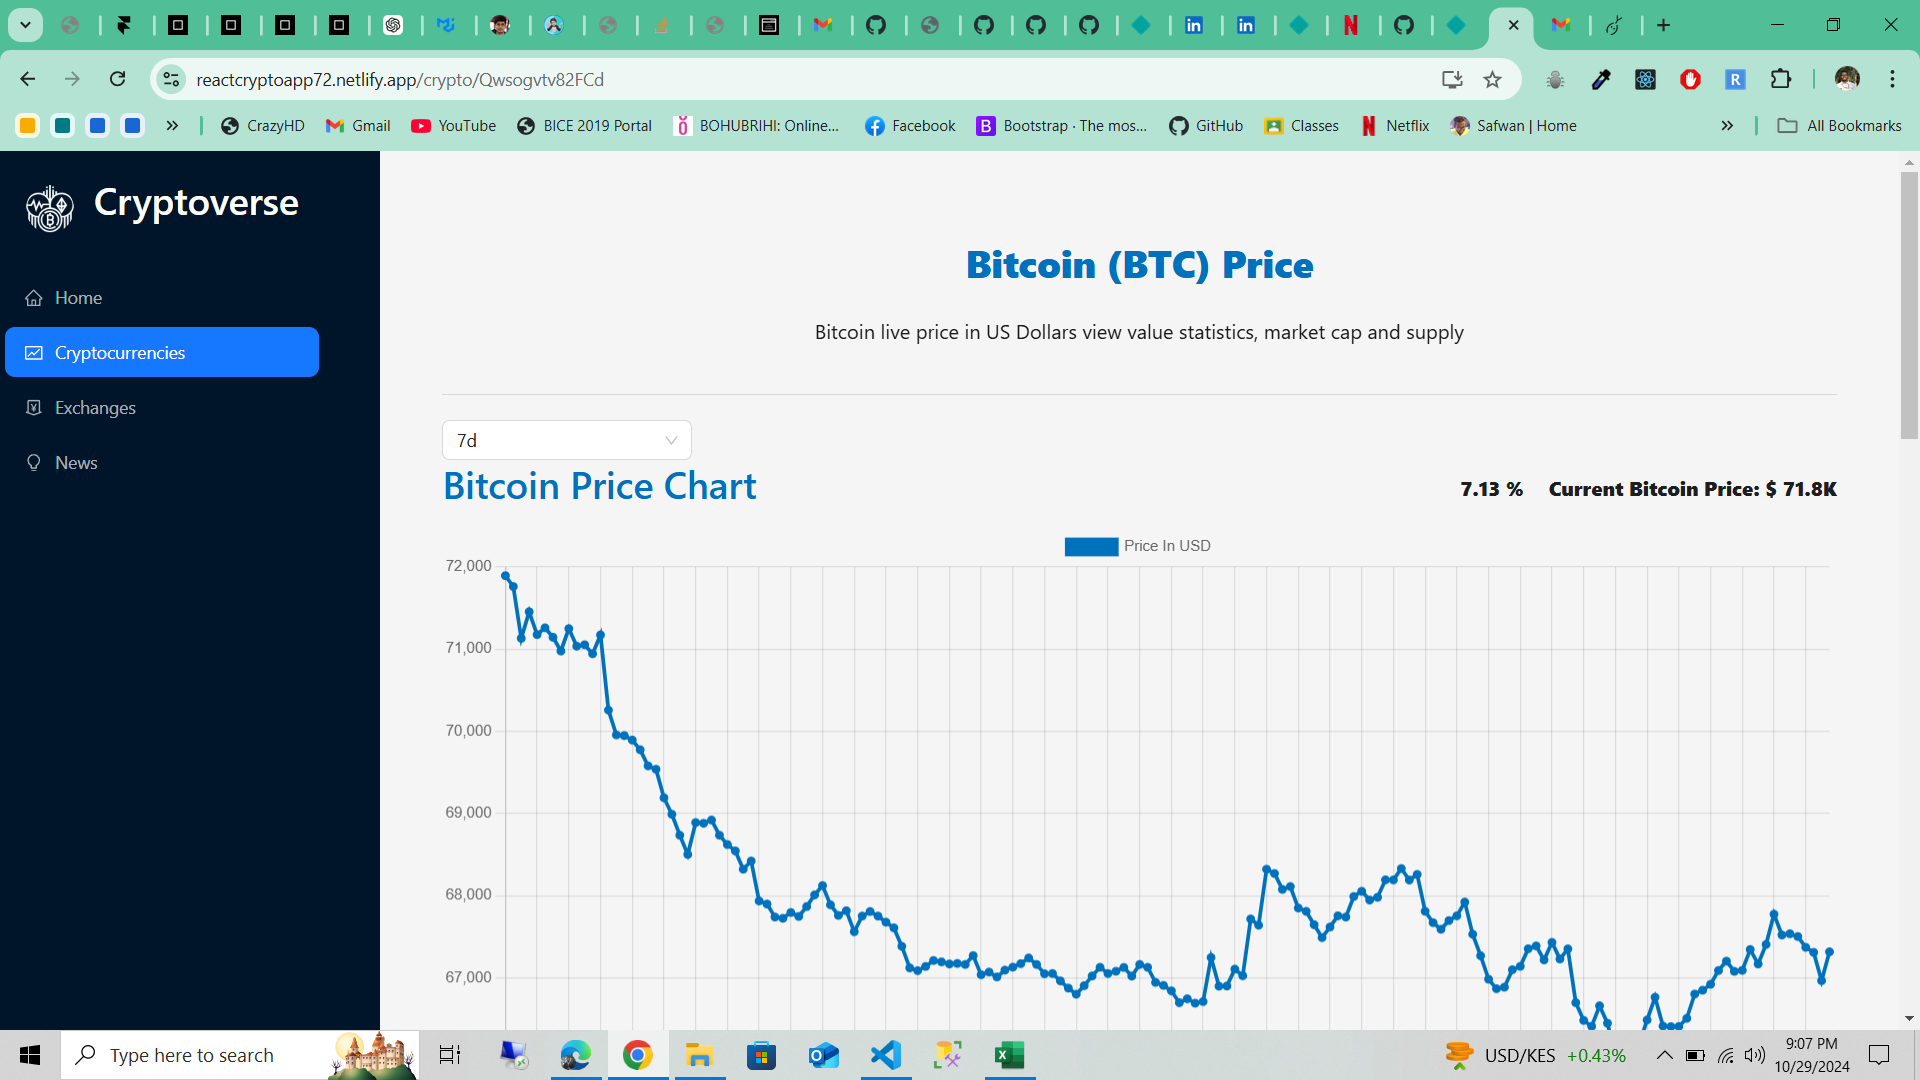 reactcryptoapp72.netlify.app/crypto/Qwsogvtv82FCd
CrazyHD
Gmail
YouTube
BICE 2019 Portal
BOHUBRIHI: Online...
Facebook
Bootstrap · The mos...
GitHub
Classes
Netflix
Safwan | Home
All Bookmarks
Cryptoverse
Home
Cryptocurrencies
Exchanges
News
Bitcoin (BTC) Price
Bitcoin live price in US Dollars view value statistics, market cap and supply
7d
Bitcoin Price Chart
7.13 %
Current Bitcoin Price: $ 71.8K
Price In USD
72,000
71,000
70,000
69,000
68,000
67,000
Type here to search
USD/KES +0.43%
9:07 PM
10/29/2024